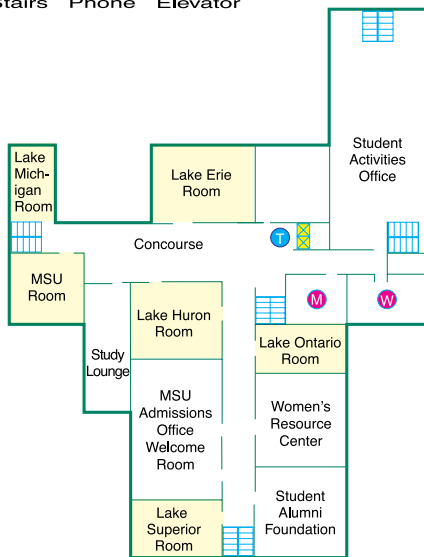 Stairs Phone Elevator
Student
Activities
Office
Lake
Mich-
igan
Room
Lake Erie
Room
T
Concourse
MSU
Room
M
W
Lake Huron
Room
Lake Ontario
Room
Study
Lounge
MSU
Admissions
Office
Welcome
Room
Women's
Resource
Center
Lake
Superior
Room
Student
Alumni
Foundation